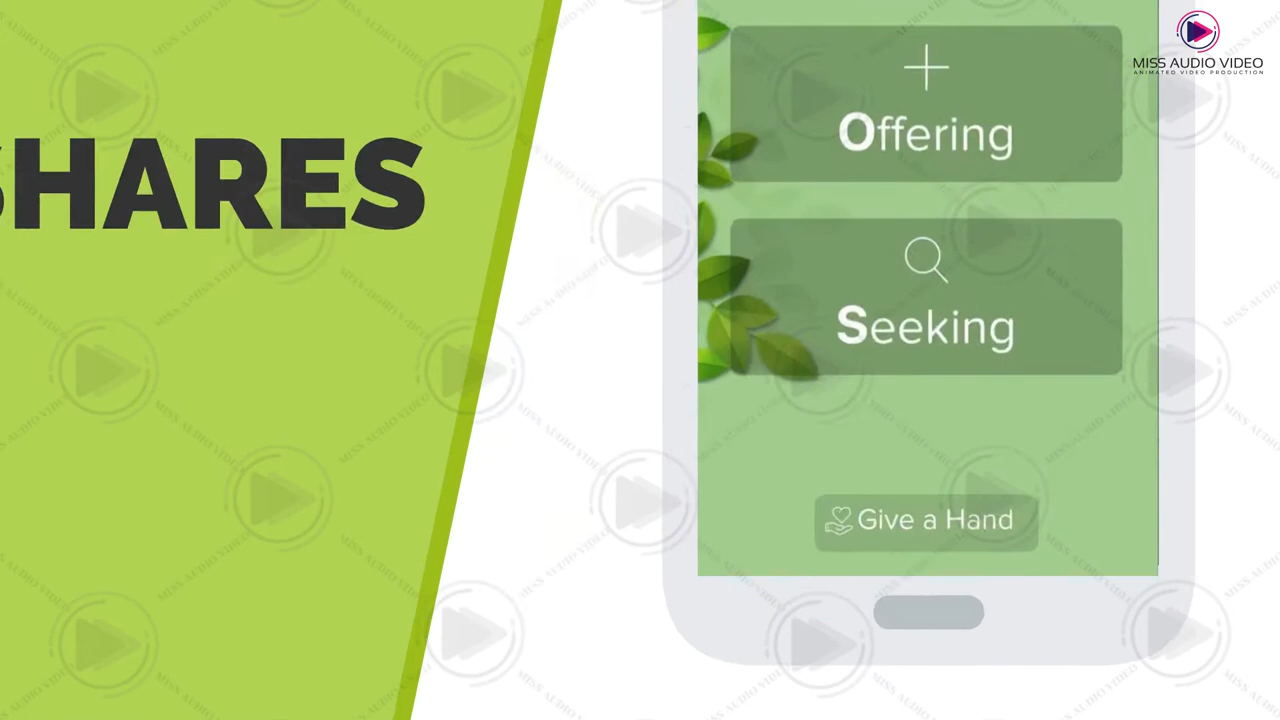 SHARES
Offering
Seeking
Give a Hand
MISS AUDIO VIDEO
ANIMATED VIDEO PRODUCTION